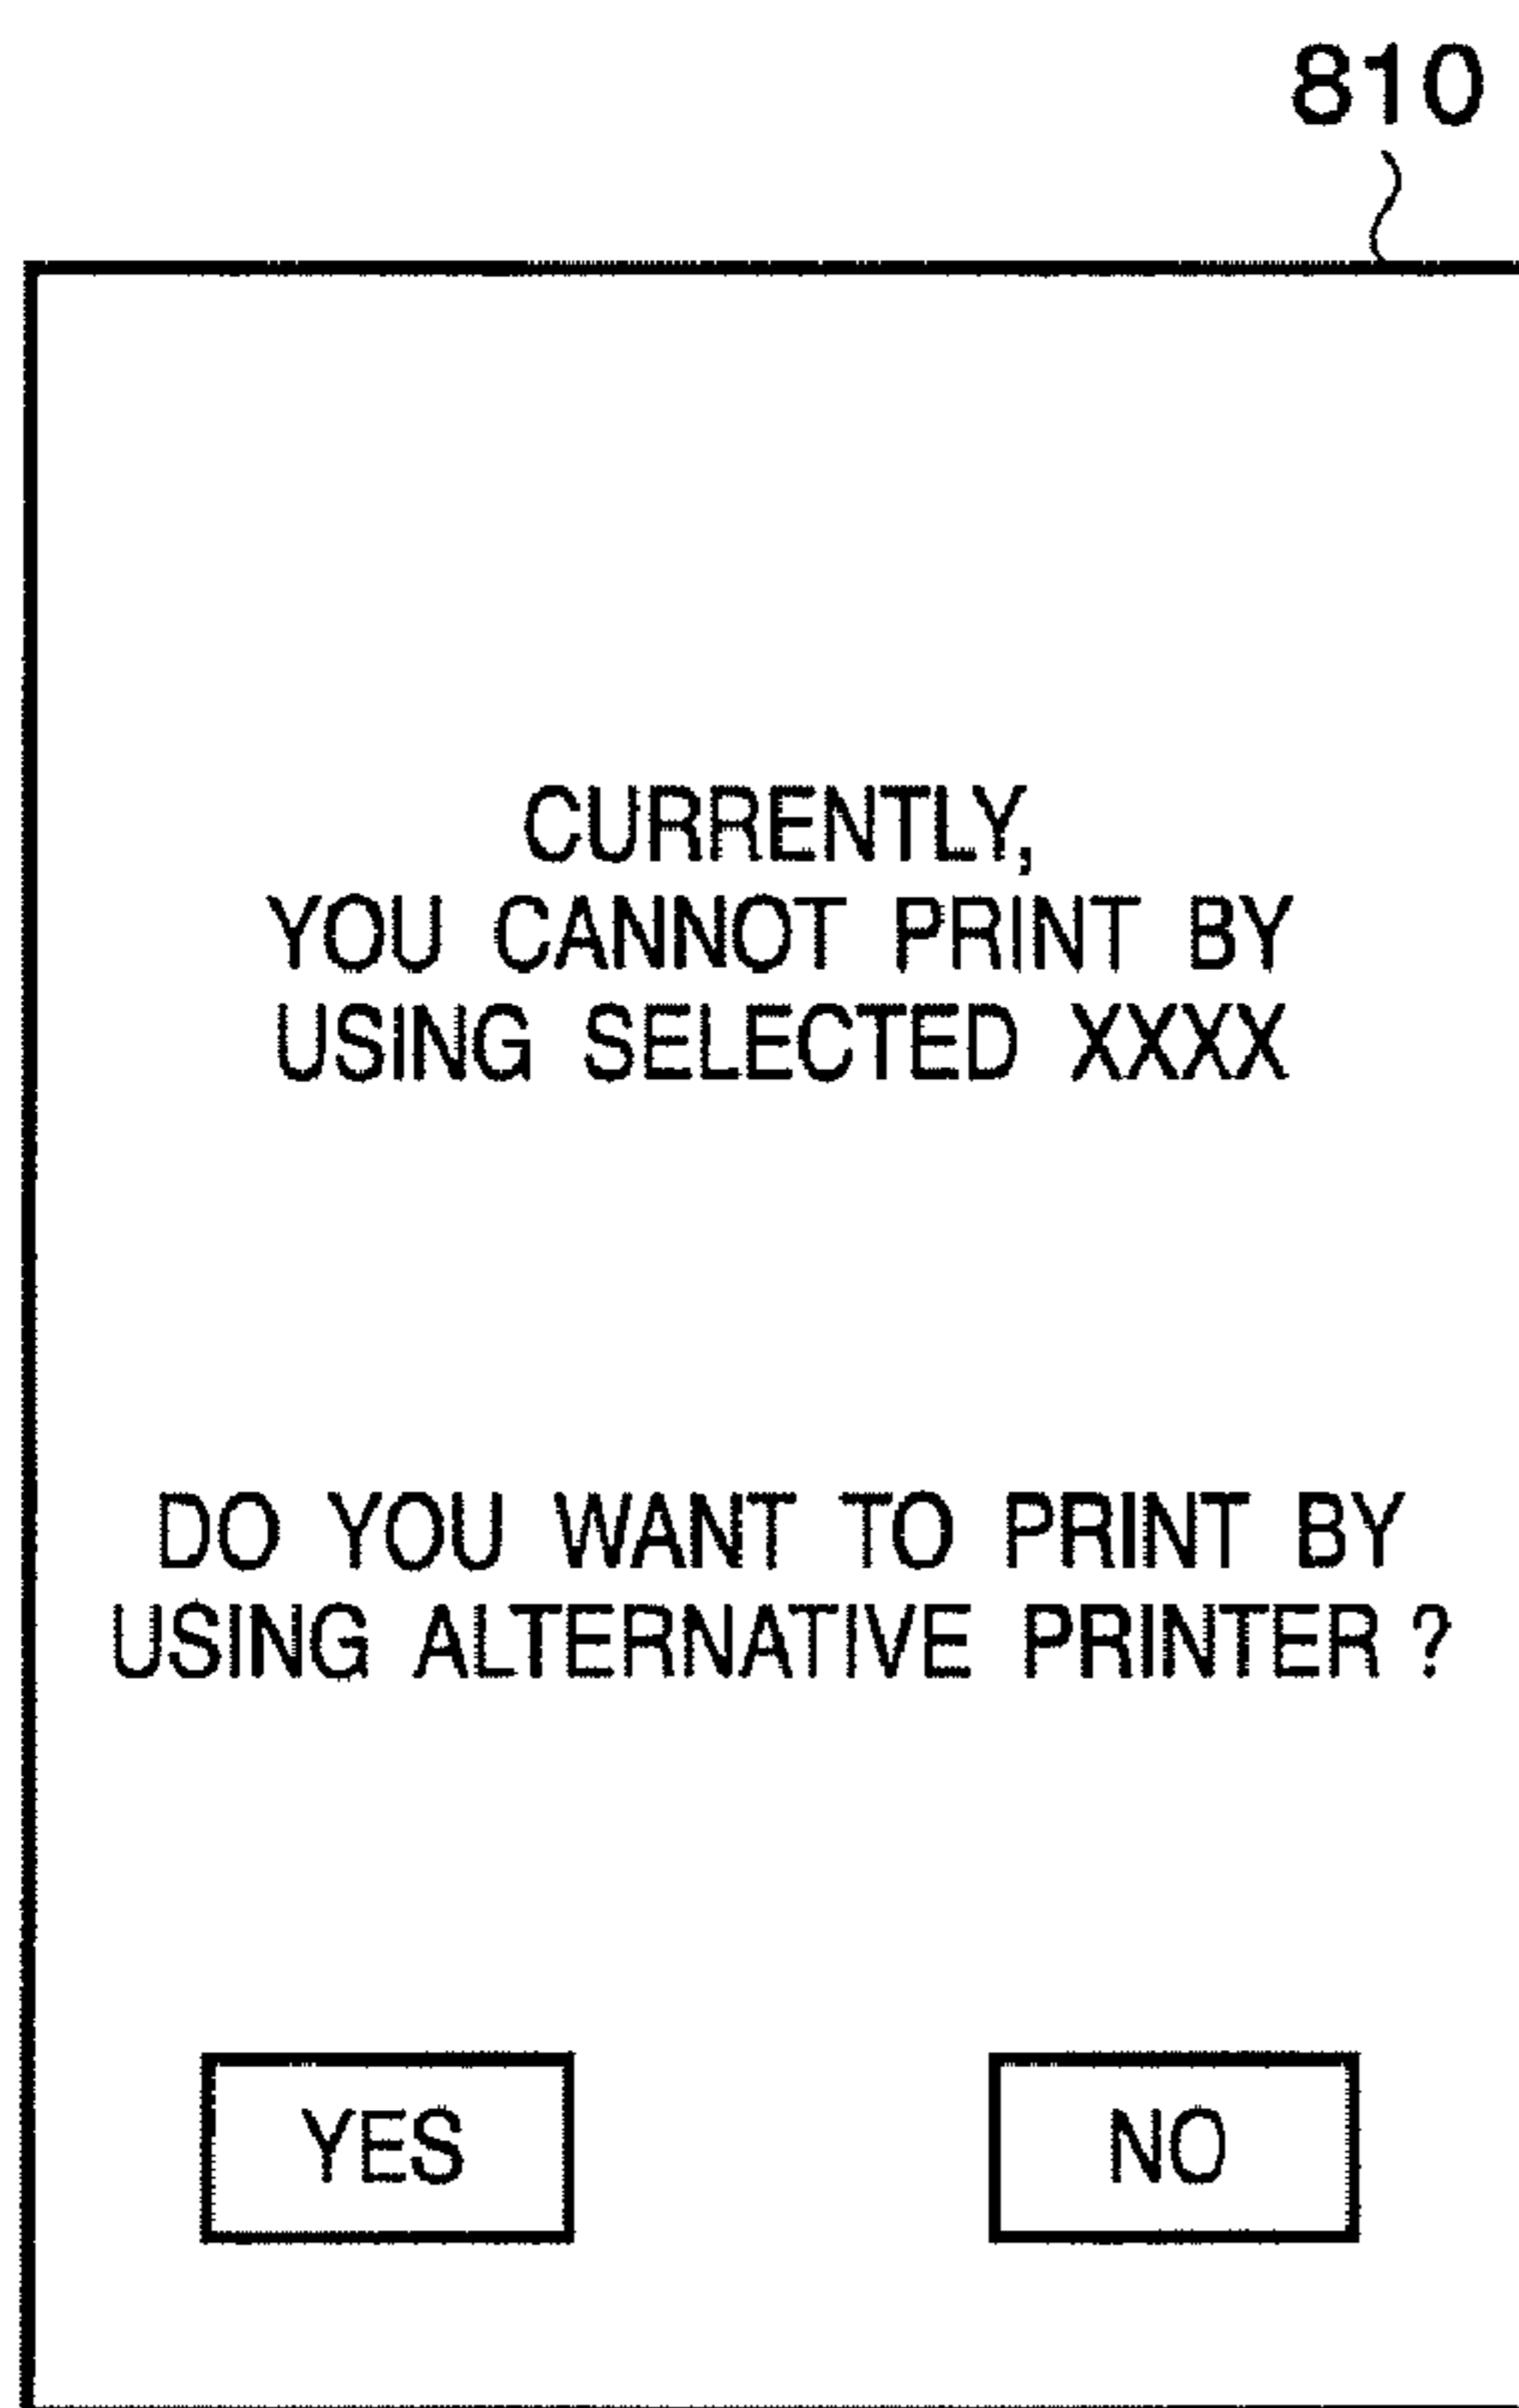 810
CURRENTLY,
YOU CANNOT PRINT BY
USING SELECTED XXXX
DO YOU WANT TO PRINT BY
USING ALTERNATIVE PRINTER?
YES NO